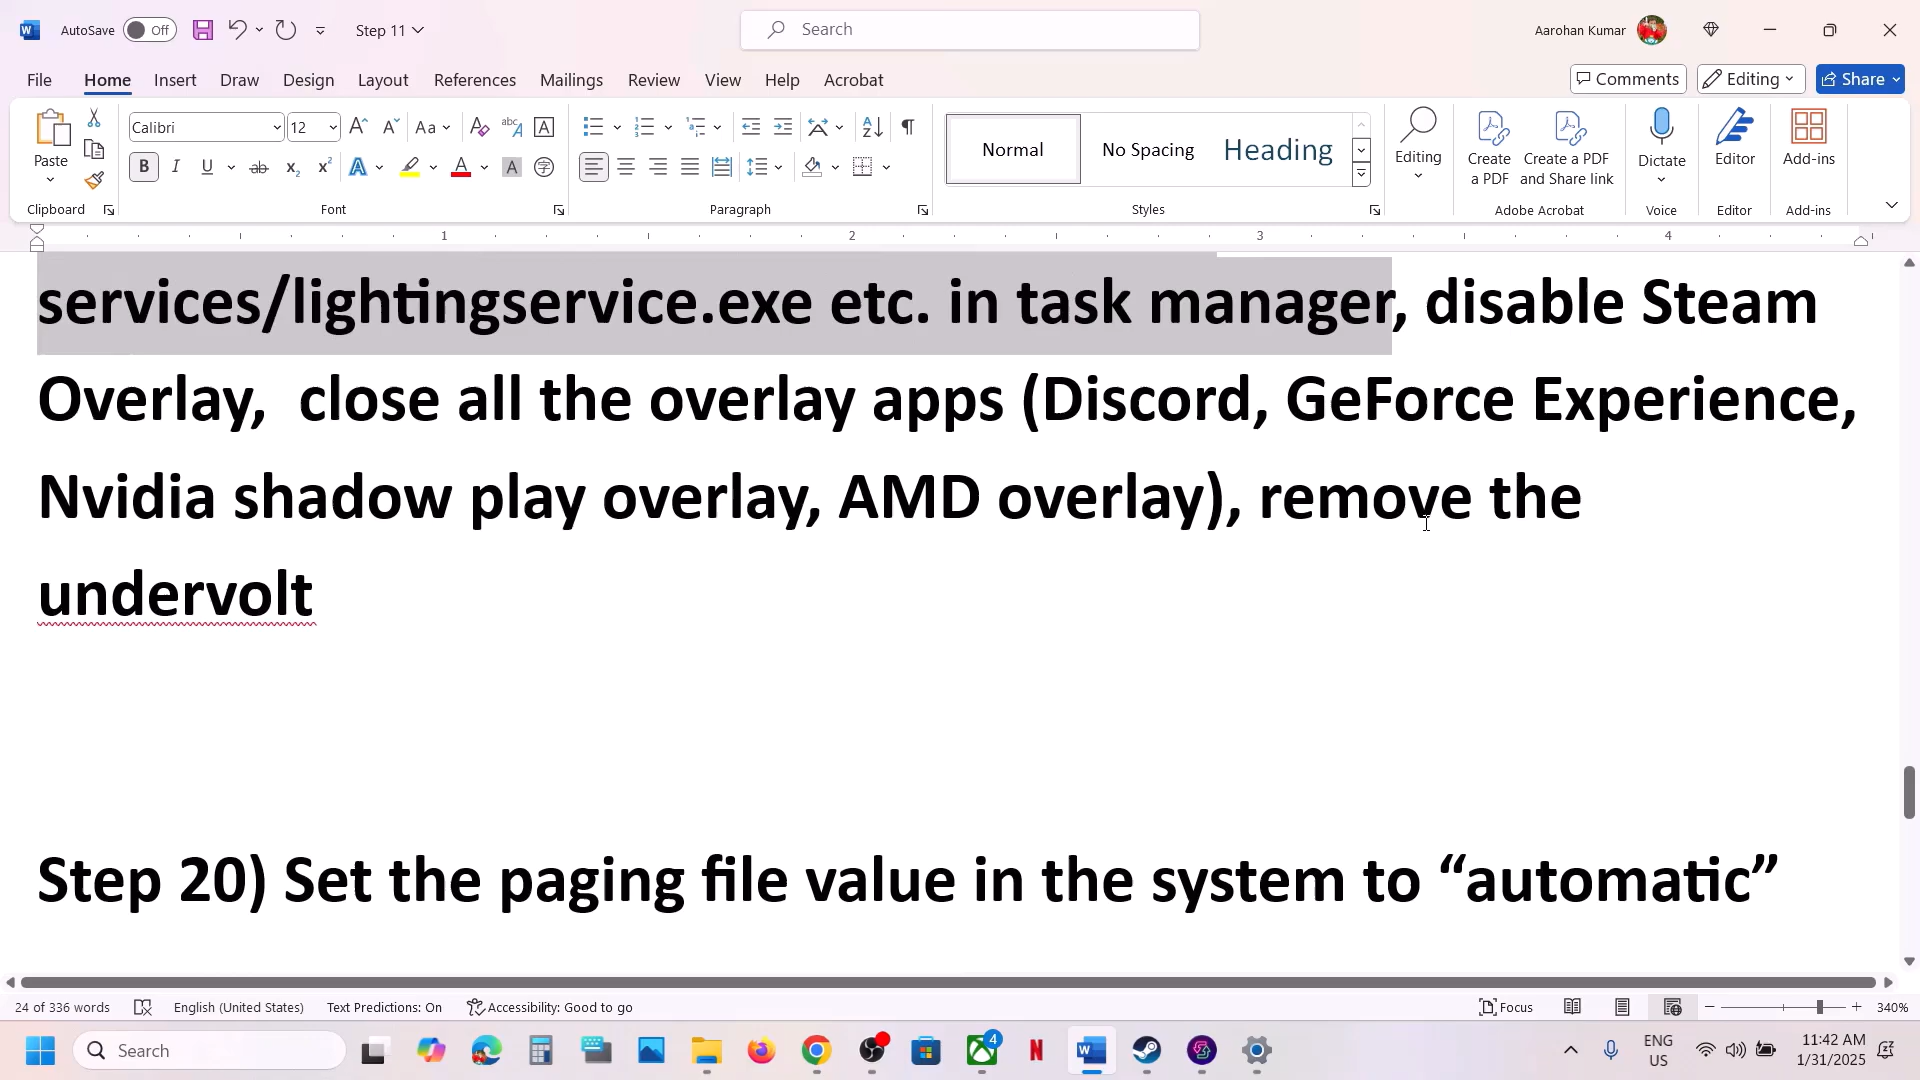 AutoSave Off Step 11 Search Aarohan Kumar
File Home Insert Draw Design Layout References Mailings Review View Help Acrobat Comments Editing Share
Calibri 12 Normal No Spacing Heading
Paste Editing Create a PDF Create a PDF and Share link Dictate Editor Add-ins
Clipboard Font Paragraph Styles Adobe Acrobat Voice Editor Add-ins
1 2 3 4
services/lightingservice.exe etc. in task manager, disable Steam
Overlay,  close all the overlay apps (Discord, GeForce Experience,
Nvidia shadow play overlay, AMD overlay), remove the
undervolt
Step 20) Set the paging file value in the system to “automatic”
24 of 336 words English (United States) Text Predictions: On Accessibility: Good to go Focus 340%
Search 4 ENG US 11:42 AM 1/31/2025